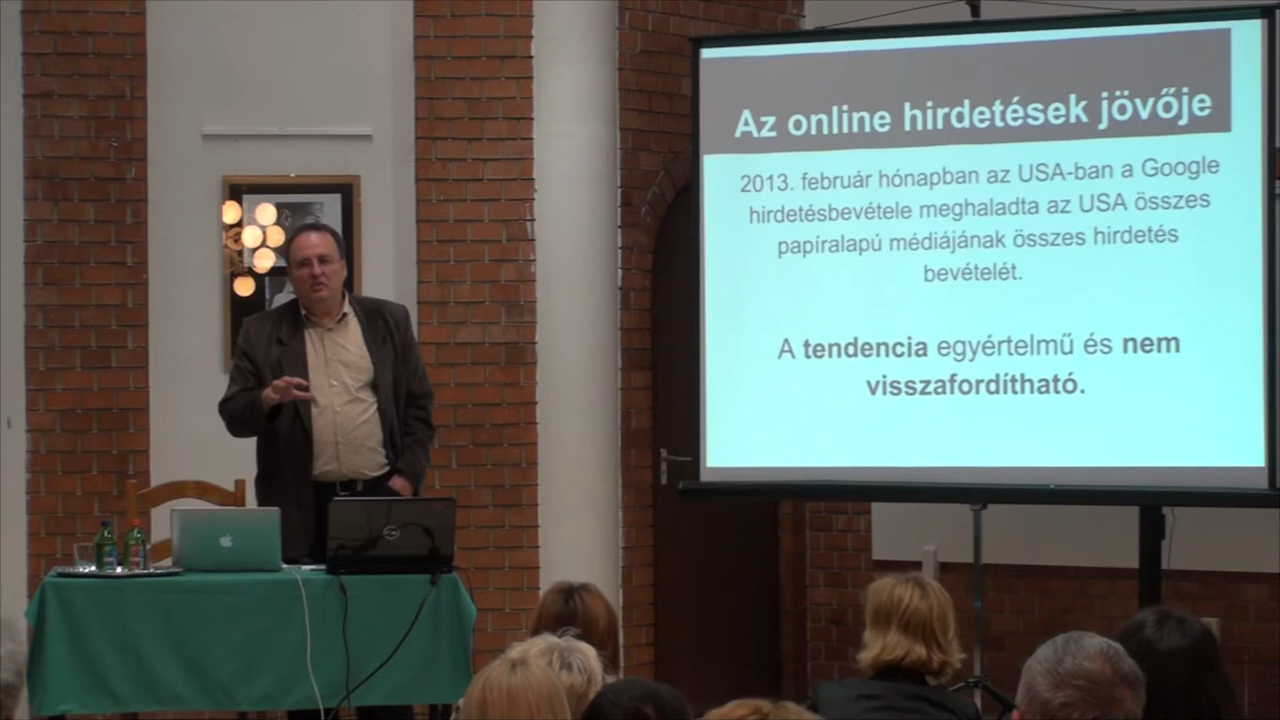 Az online hirdetések jövője
2013. február hónapban az USA-ban a Google
hirdetésbevétele meghaladta az USA összes
papíralapú médiájának összes hirdetés
bevételét.
A tendencia egyértelmű és nem
visszafordítható.